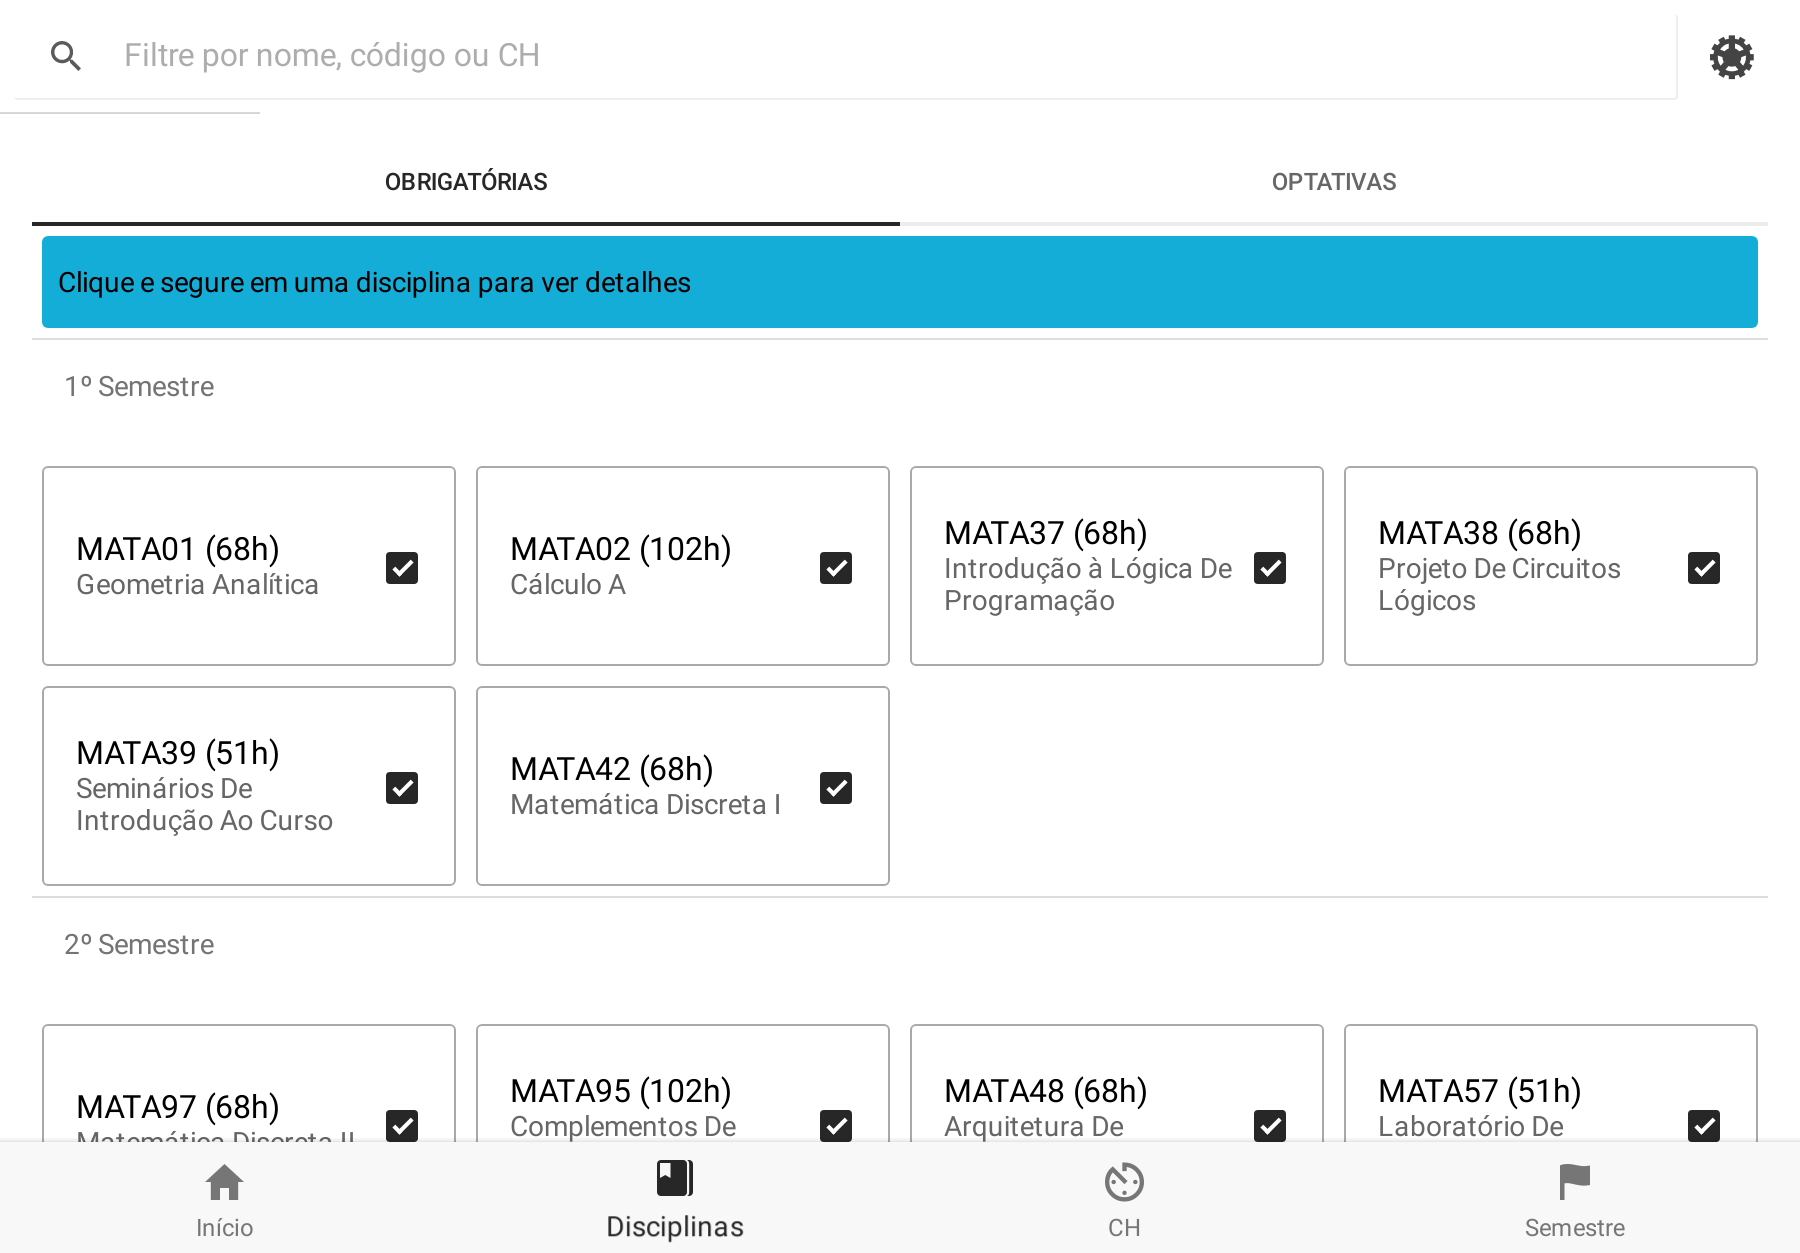 Filtre por nome, código ou CH
OBRIGATÓRIAS
OPTATIVAS
Clique e segure em uma disciplina para ver detalhes
1º Semestre
MATA01 (68h)
Geometria Analítica
MATA02 (102h)
Cálculo A
MATA37 (68h)
Introdução à Lógica De
Programação
MATA38 (68h)
Projeto De Circuitos
Lógicos
MATA39 (51h)
Seminários De
Introdução Ao Curso
MATA42 (68h)
Matemática Discreta I
2º Semestre
MATA97 (68h)
Matemática Discreta II
MATA95 (102h)
Complementos De
MATA48 (68h)
Arquitetura De
MATA57 (51h)
Laboratório De
Início
Disciplinas
CH
Semestre